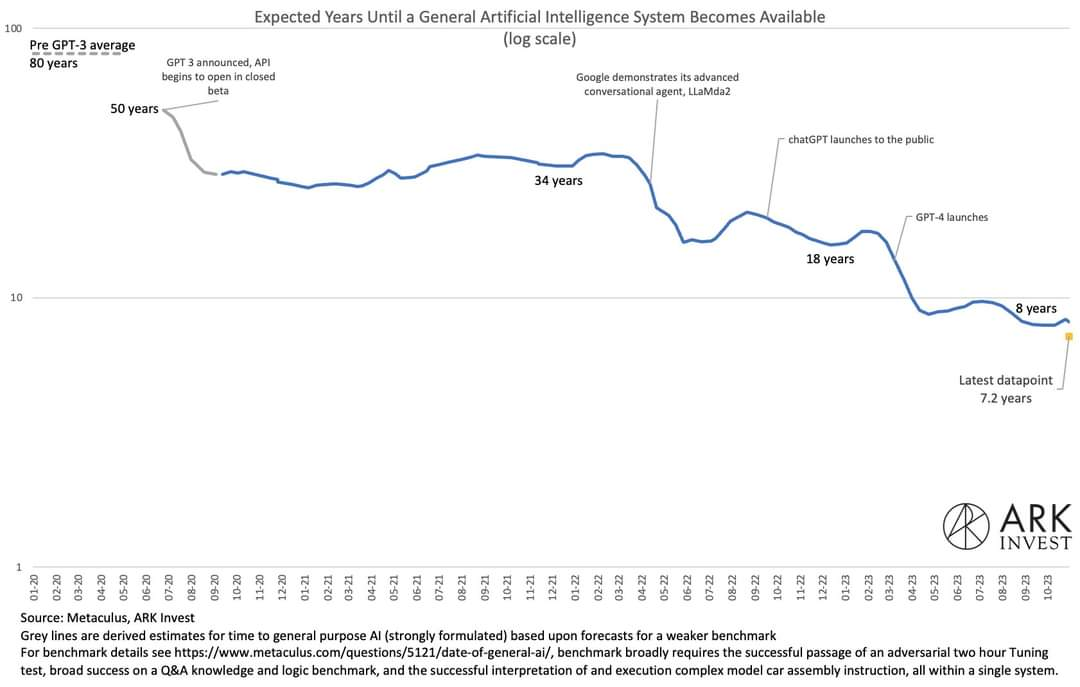 Expected Years Until a General Artificial Intelligence System Becomes Available
(log scale)
100
Pre GPT-3 average
80 years
GPT 3 announced, API
begins to open in closed
beta
50 years
Google demonstrates its advanced
conversational agent, LLaMda2
chatGPT launches to the public
34 years
GPT-4 launches
18 years
10
8 years
Latest datapoint
7.2 years
ARK
INVEST
1
01-20 02-20 03-20 04-20 05-20 06-20 07-20 08-20 09-20 10-20 11-20 12-20 01-21 02-21 03-21 04-21 05-21 06-21 07-21 08-21 09-21 10-21 11-21 12-21 01-22 02-22 03-22 04-22 05-22 06-22 07-22 08-22 09-22 10-22 11-22 12-22 01-23 02-23 03-23 04-23 05-23 06-23 07-23 08-23 09-23 10-23
Source: Metaculus, ARK Invest
Grey lines are derived estimates for time to general purpose AI (strongly formulated) based upon forecasts for a weaker benchmark
For benchmark details see https://www.metaculus.com/questions/5121/date-of-general-ai/, benchmark broadly requires the successful passage of an adversarial two hour Tuning
test, broad success on a Q&A knowledge and logic benchmark, and the successful interpretation of and execution complex model car assembly instruction, all within a single system.